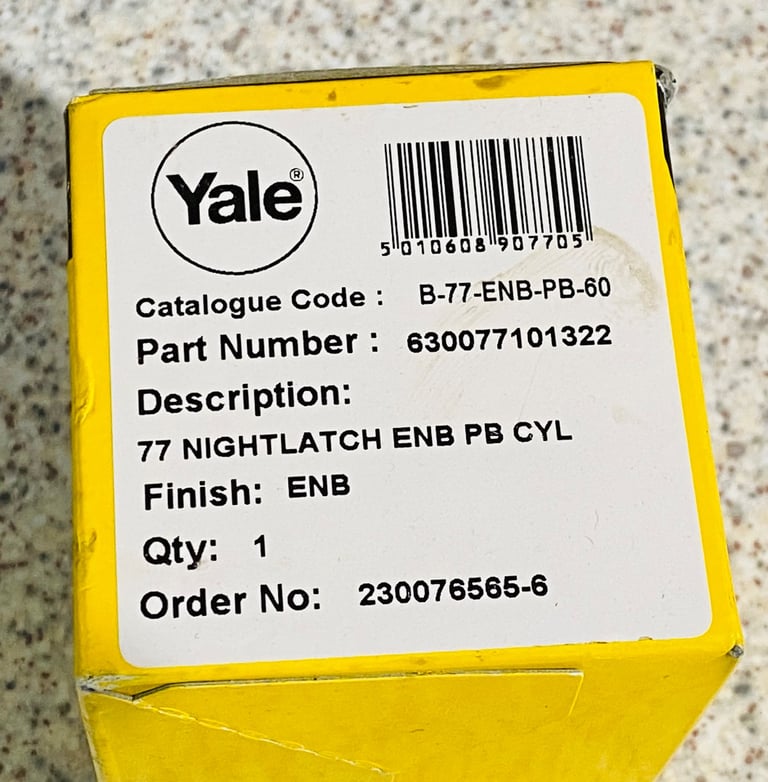 Yale®
5 010608 907705
Catalogue Code : B-77-ENB-PB-60
Part Number : 630077101322
Description:
77 NIGHTLATCH ENB PB CYL
Finish: ENB
Qty: 1
Order No: 230076565-6